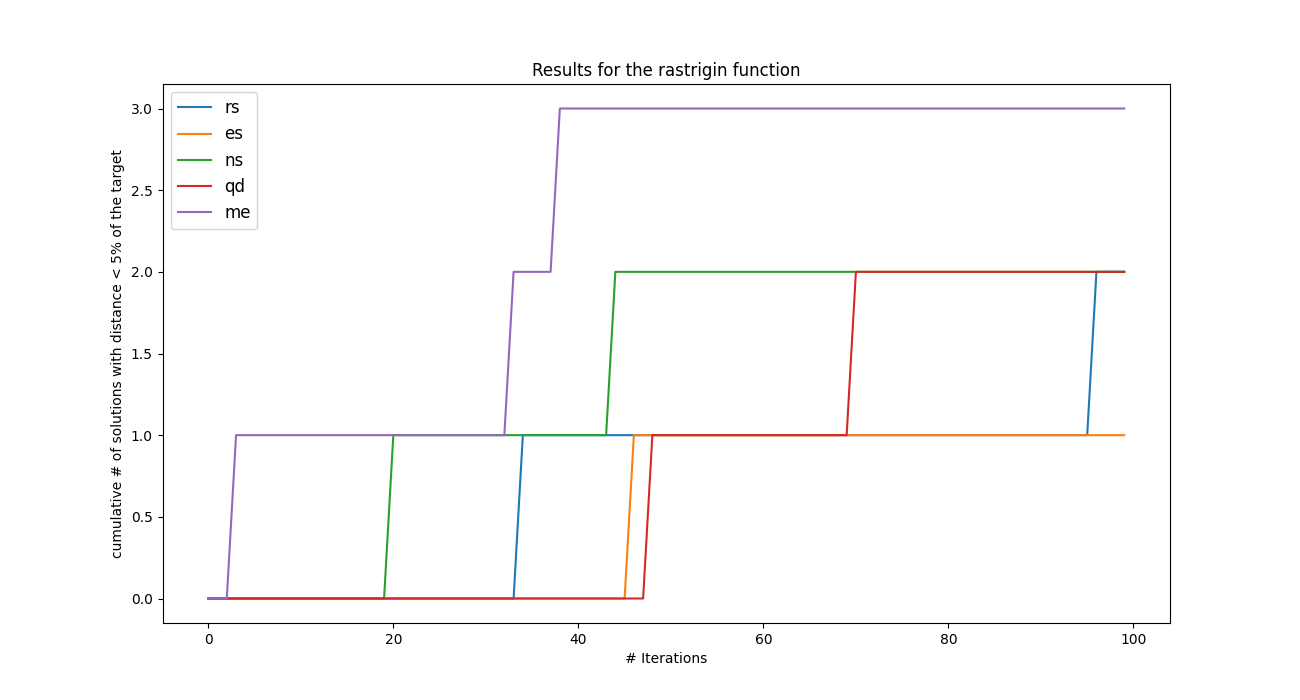 Results for the rastrigin function
rs
es
ns
qd
me
cumulative # of solutions with distance < 5% of the target
3.0
2.5
2.0
1.5
1.0
0.5
0.0
0 20 40 60 80 100
# Iterations